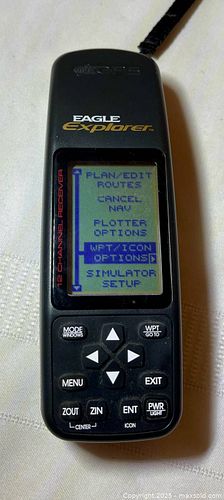 EAGLE
Explorer
12 CHANNEL RECEIVER
PLAN/EDIT
ROUTES
CANCEL
NAV
PLOTTER
OPTIONS
WPT/ICON
OPTIONS
SIMULATOR
SETUP
MODE
WINDOWS
WPT
GO TO
MENU
EXIT
ZOUT
ZIN
ENT
PWR
LIGHT
CENTER
ICON
Copyright 2025 - maxsold.com